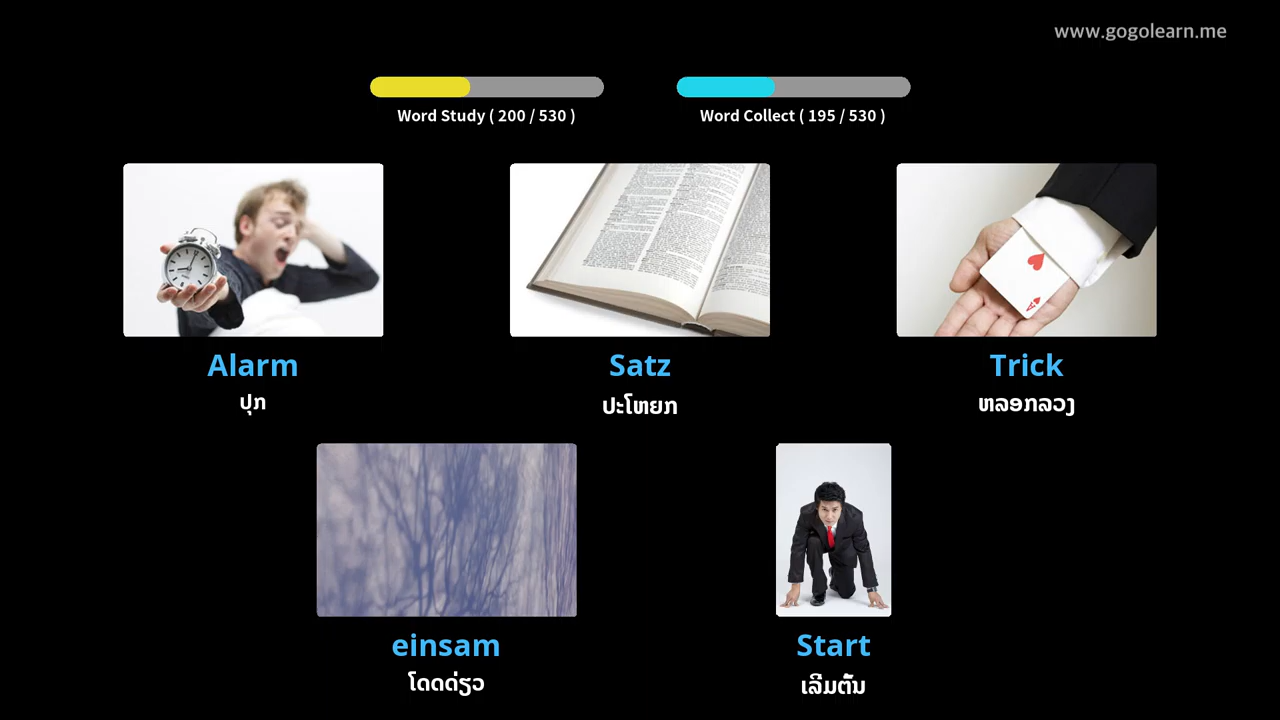 www.gogolearn.me
Word Study ( 200 / 530 )
Word Collect ( 195 / 530 )
Alarm
ປຸກ
Satz
ປະໂຫຍກ
Trick
ຫລອກລວງ
einsam
ໂດດດ່ຽວ
Start
ເລີ່ມຕົ້ນ